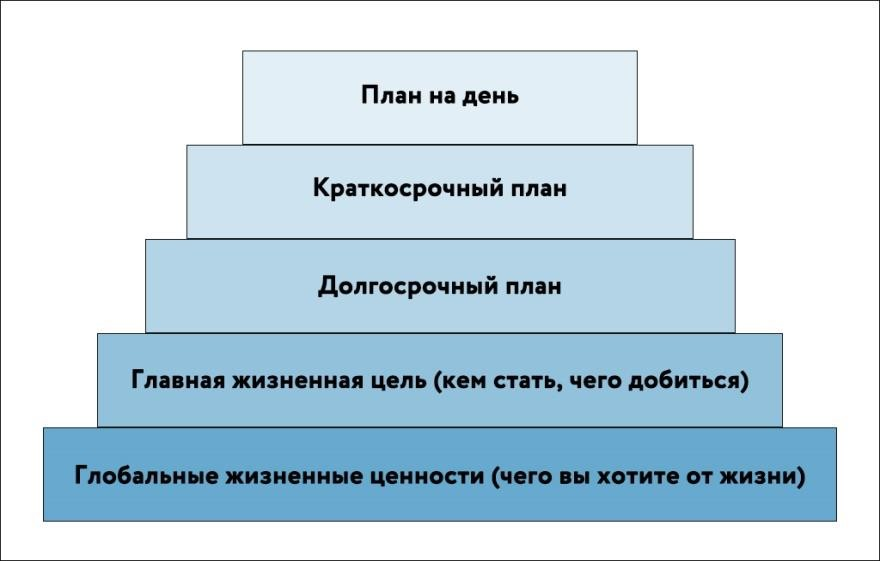 План на день
Краткосрочный план
Долгосрочный план
Главная жизненная цель (кем стать, чего добиться)
Глобальные жизненные ценности (чего вы хотите от жизни)